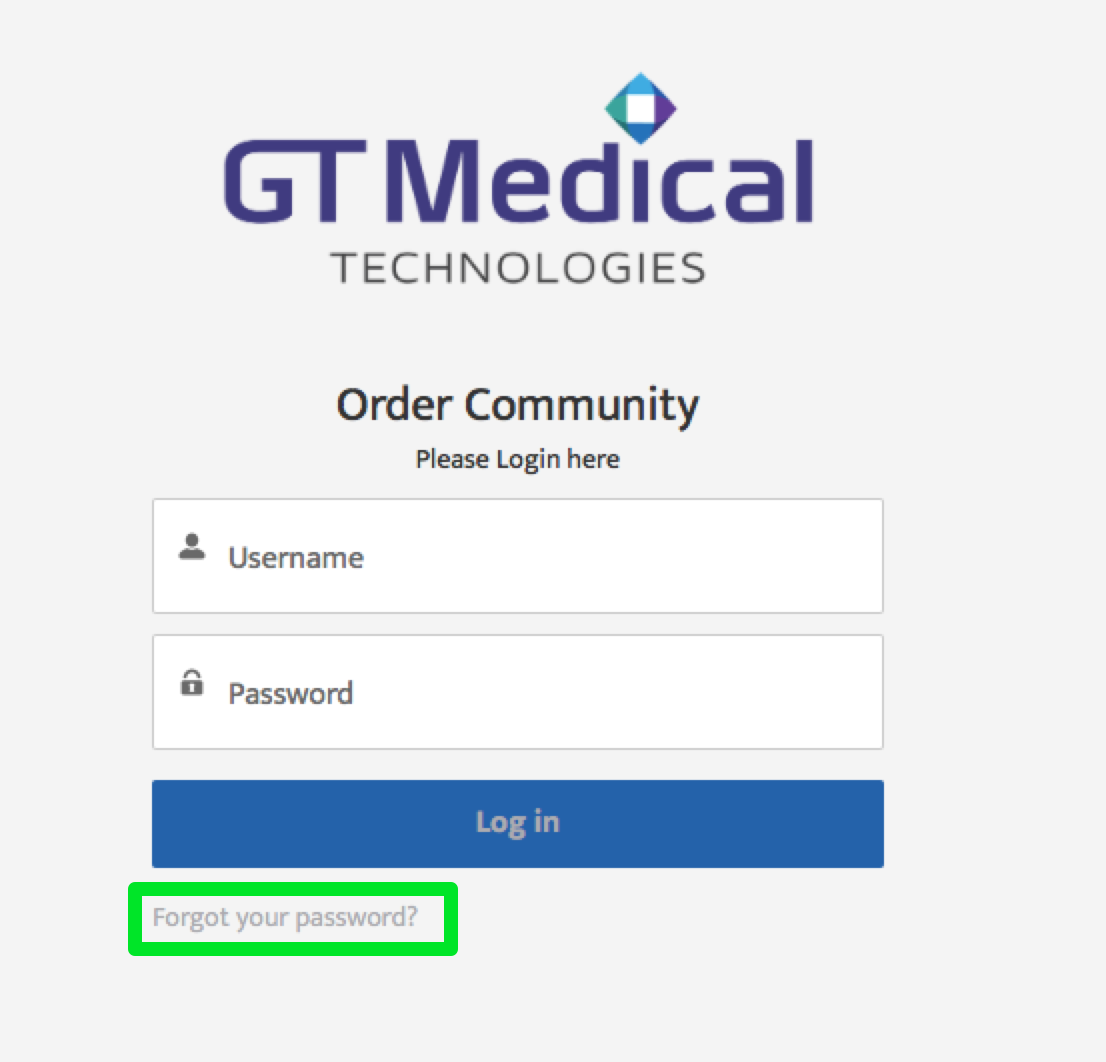 GT Medical
TECHNOLOGIES
Order Community
Please Login here
Username
Password
Log in
Forgot your password?